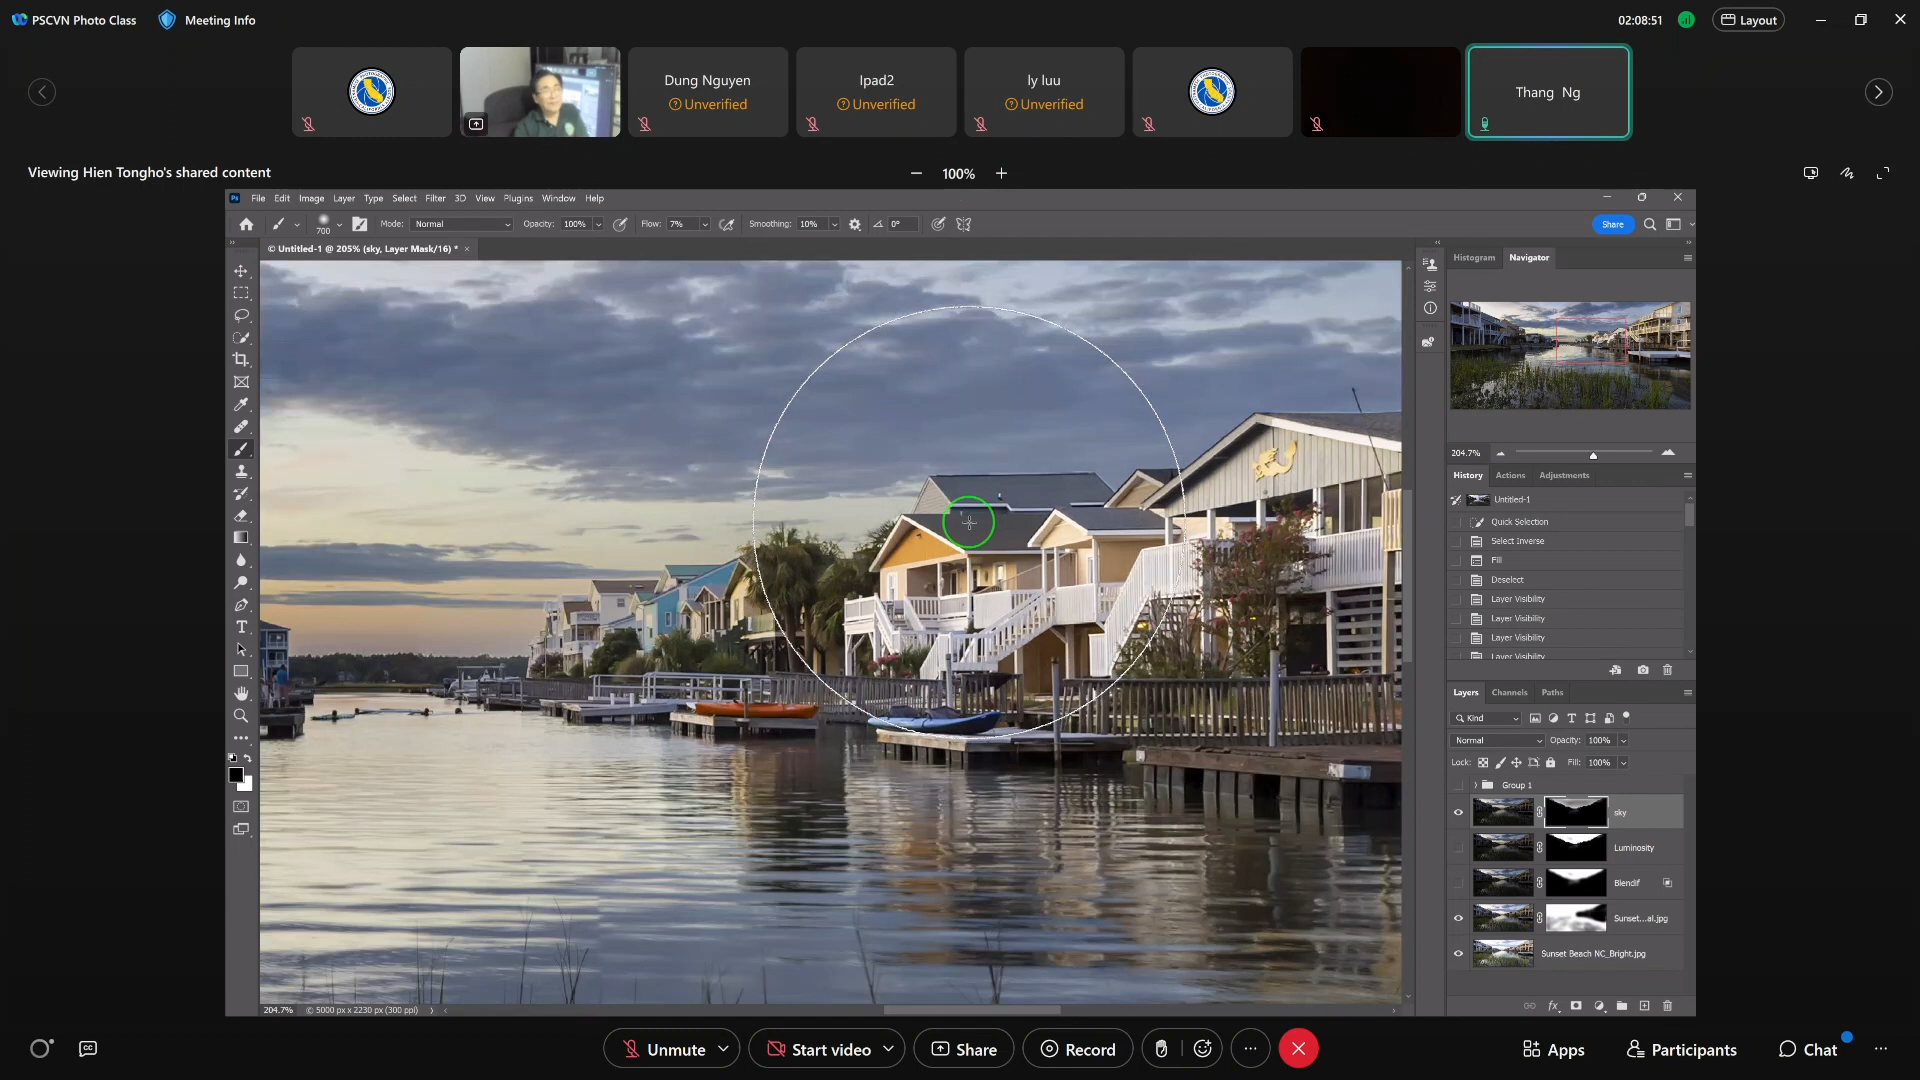 PSCVN Photo Class
Meeting Info
02:08:51
Layout
Dung Nguyen
Unverified
Ipad2
Unverified
ly luu
Unverified
Thang Ng
Viewing Hien Tongho's shared content
100%
File Edit Image Layer Type Select Filter 3D View Plugins Window Help
700
Mode: Normal
Opacity: 100%
Flow: 7%
Smoothing: 10%
0°
Share
© Untitled-1 @ 205% (sky, Layer Mask/16) *
Histogram
Navigator
204.7%
History
Actions
Adjustments
Untitled-1
Quick Selection
Select Inverse
Fill
Deselect
Layer Visibility
Layer Visibility
Layer Visibility
Layer Visibility
Layers
Channels
Paths
Kind
Normal
Opacity: 100%
Lock:
Fill: 100%
Group 1
sky
Luminosity
Blendif
Sunset...al.jpg
Sunset Beach NC_Bright.jpg
204.7%
© 5000 px x 2230 px (300 ppi)
Unmute
Start video
Share
Record
Apps
Participants
Chat